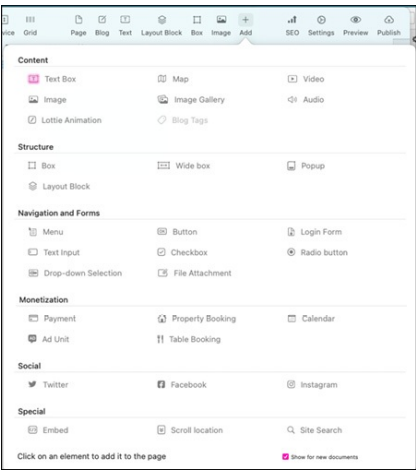 vice Grid Page Blog Text Layout Block Box Image Add SEO Settings Preview Publish
Content
Text Box Map Video
Image Image Gallery Audio
Lottie Animation Blog Tags
Structure
Box Wide box Popup
Layout Block
Navigation and Forms
Menu Button Login Form
Text Input Checkbox Radio button
Drop-down Selection File Attachment
Monetization
Payment Property Booking Calendar
Ad Unit Table Booking
Social
Twitter Facebook Instagram
Special
Embed Scroll location Site Search
Click on an element to add it to the page Show for new documents